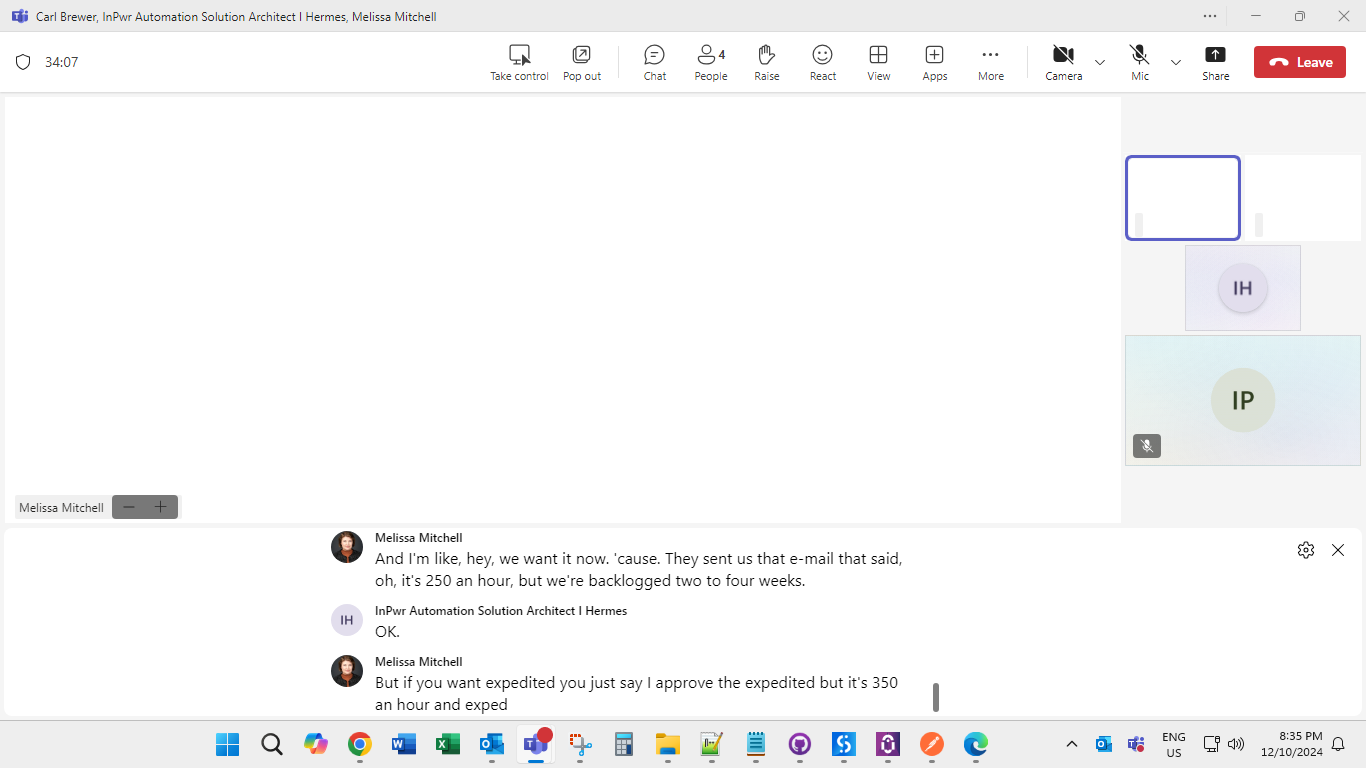 Carl Brewer, InPwr Automation Solution Architect I Hermes, Melissa Mitchell
34:07
Take control
Pop out
Chat
4
People
Raise
React
View
Apps
More
Camera
Mic
Share
Leave
IH
IP
Melissa Mitchell
Melissa Mitchell
And I'm like, hey, we want it now. 'cause. They sent us that e-mail that said,
oh, it's 250 an hour, but we're backlogged two to four weeks.
IH
InPwr Automation Solution Architect I Hermes
OK.
Melissa Mitchell
But if you want expedited you just say I approve the expedited but it's 350
an hour and exped
ENG
US
8:35 PM
12/10/2024